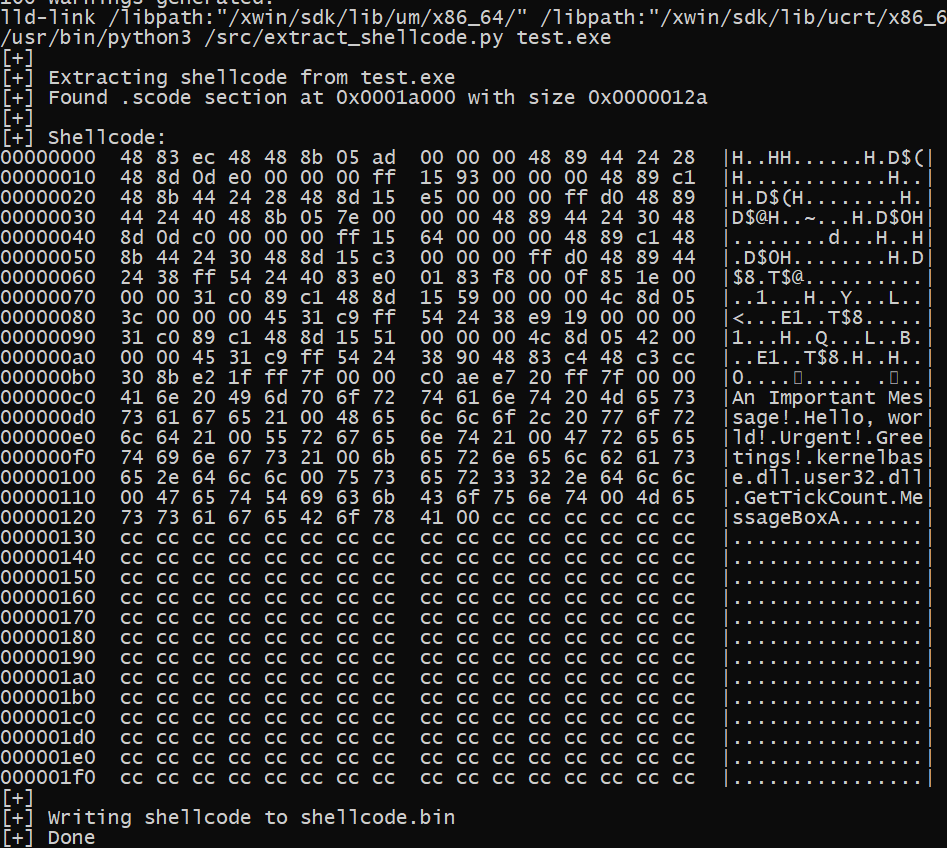 lld-link /libpath:"/xwin/sdk/lib/um/x86_64/" /libpath:"/xwin/sdk/lib/ucrt/x86_6
/usr/bin/python3 /src/extract_shellcode.py test.exe
[+]
[+] Extracting shellcode from test.exe
[+] Found .scode section at 0x0001a000 with size 0x0000012a
[+]
[+] Shellcode:
00000000  48 83 ec 48 48 8b 05 ad  00 00 00 48 89 44 24 28  |H..HH......H.D$(|
00000010  48 8d 0d e0 00 00 00 ff  15 93 00 00 00 48 89 c1  |H............H..|
00000020  48 8b 44 24 28 48 8d 15  e5 00 00 00 ff d0 48 89  |H.D$(H........H.|
00000030  44 24 40 48 8b 05 7e 00  00 00 48 89 44 24 30 48  |D$@H..~...H.D$0H|
00000040  8d 0d c0 00 00 00 ff 15  64 00 00 00 48 89 c1 48  |........d...H..H|
00000050  8b 44 24 30 48 8d 15 c3  00 00 00 ff d0 48 89 44  |.D$0H........H.D|
00000060  24 38 ff 54 24 40 83 e0  01 83 f8 00 0f 85 1e 00  |$8.T$@..........|
00000070  00 00 31 c0 89 c1 48 8d  15 59 00 00 00 4c 8d 05  |..1...H..Y...L..|
00000080  3c 00 00 00 45 31 c9 ff  54 24 38 e9 19 00 00 00  |<...E1..T$8.....|
00000090  31 c0 89 c1 48 8d 15 51  00 00 00 4c 8d 05 42 00  |1...H..Q...L..B.|
000000a0  00 00 45 31 c9 ff 54 24  38 90 48 83 c4 48 c3 cc  |..E1..T$8.H..H..|
000000b0  30 8b e2 1f ff 7f 00 00  c0 ae e7 20 ff 7f 00 00  |0.......... ....|
000000c0  41 6e 20 49 6d 70 6f 72  74 61 6e 74 20 4d 65 73  |An Important Mes|
000000d0  73 61 67 65 21 00 48 65  6c 6c 6f 2c 20 77 6f 72  |sage!.Hello, wor|
000000e0  6c 64 21 00 55 72 67 65  6e 74 21 00 47 72 65 65  |ld!.Urgent!.Gree|
000000f0  74 69 6e 67 73 21 00 6b  65 72 6e 65 6c 62 61 73  |tings!.kernelbas|
00000100  65 2e 64 6c 6c 00 75 73  65 72 33 32 2e 64 6c 6c  |e.dll.user32.dll|
00000110  00 47 65 74 54 69 63 6b  43 6f 75 6e 74 00 4d 65  |.GetTickCount.Me|
00000120  73 73 61 67 65 42 6f 78  41 00 cc cc cc cc cc cc  |ssageBoxA.......|
00000130  cc cc cc cc cc cc cc cc  cc cc cc cc cc cc cc cc  |................|
00000140  cc cc cc cc cc cc cc cc  cc cc cc cc cc cc cc cc  |................|
00000150  cc cc cc cc cc cc cc cc  cc cc cc cc cc cc cc cc  |................|
00000160  cc cc cc cc cc cc cc cc  cc cc cc cc cc cc cc cc  |................|
00000170  cc cc cc cc cc cc cc cc  cc cc cc cc cc cc cc cc  |................|
00000180  cc cc cc cc cc cc cc cc  cc cc cc cc cc cc cc cc  |................|
00000190  cc cc cc cc cc cc cc cc  cc cc cc cc cc cc cc cc  |................|
000001a0  cc cc cc cc cc cc cc cc  cc cc cc cc cc cc cc cc  |................|
000001b0  cc cc cc cc cc cc cc cc  cc cc cc cc cc cc cc cc  |................|
000001c0  cc cc cc cc cc cc cc cc  cc cc cc cc cc cc cc cc  |................|
000001d0  cc cc cc cc cc cc cc cc  cc cc cc cc cc cc cc cc  |................|
000001e0  cc cc cc cc cc cc cc cc  cc cc cc cc cc cc cc cc  |................|
000001f0  cc cc cc cc cc cc cc cc  cc cc cc cc cc cc cc cc  |................|
[+]
[+] Writing shellcode to shellcode.bin
[+] Done